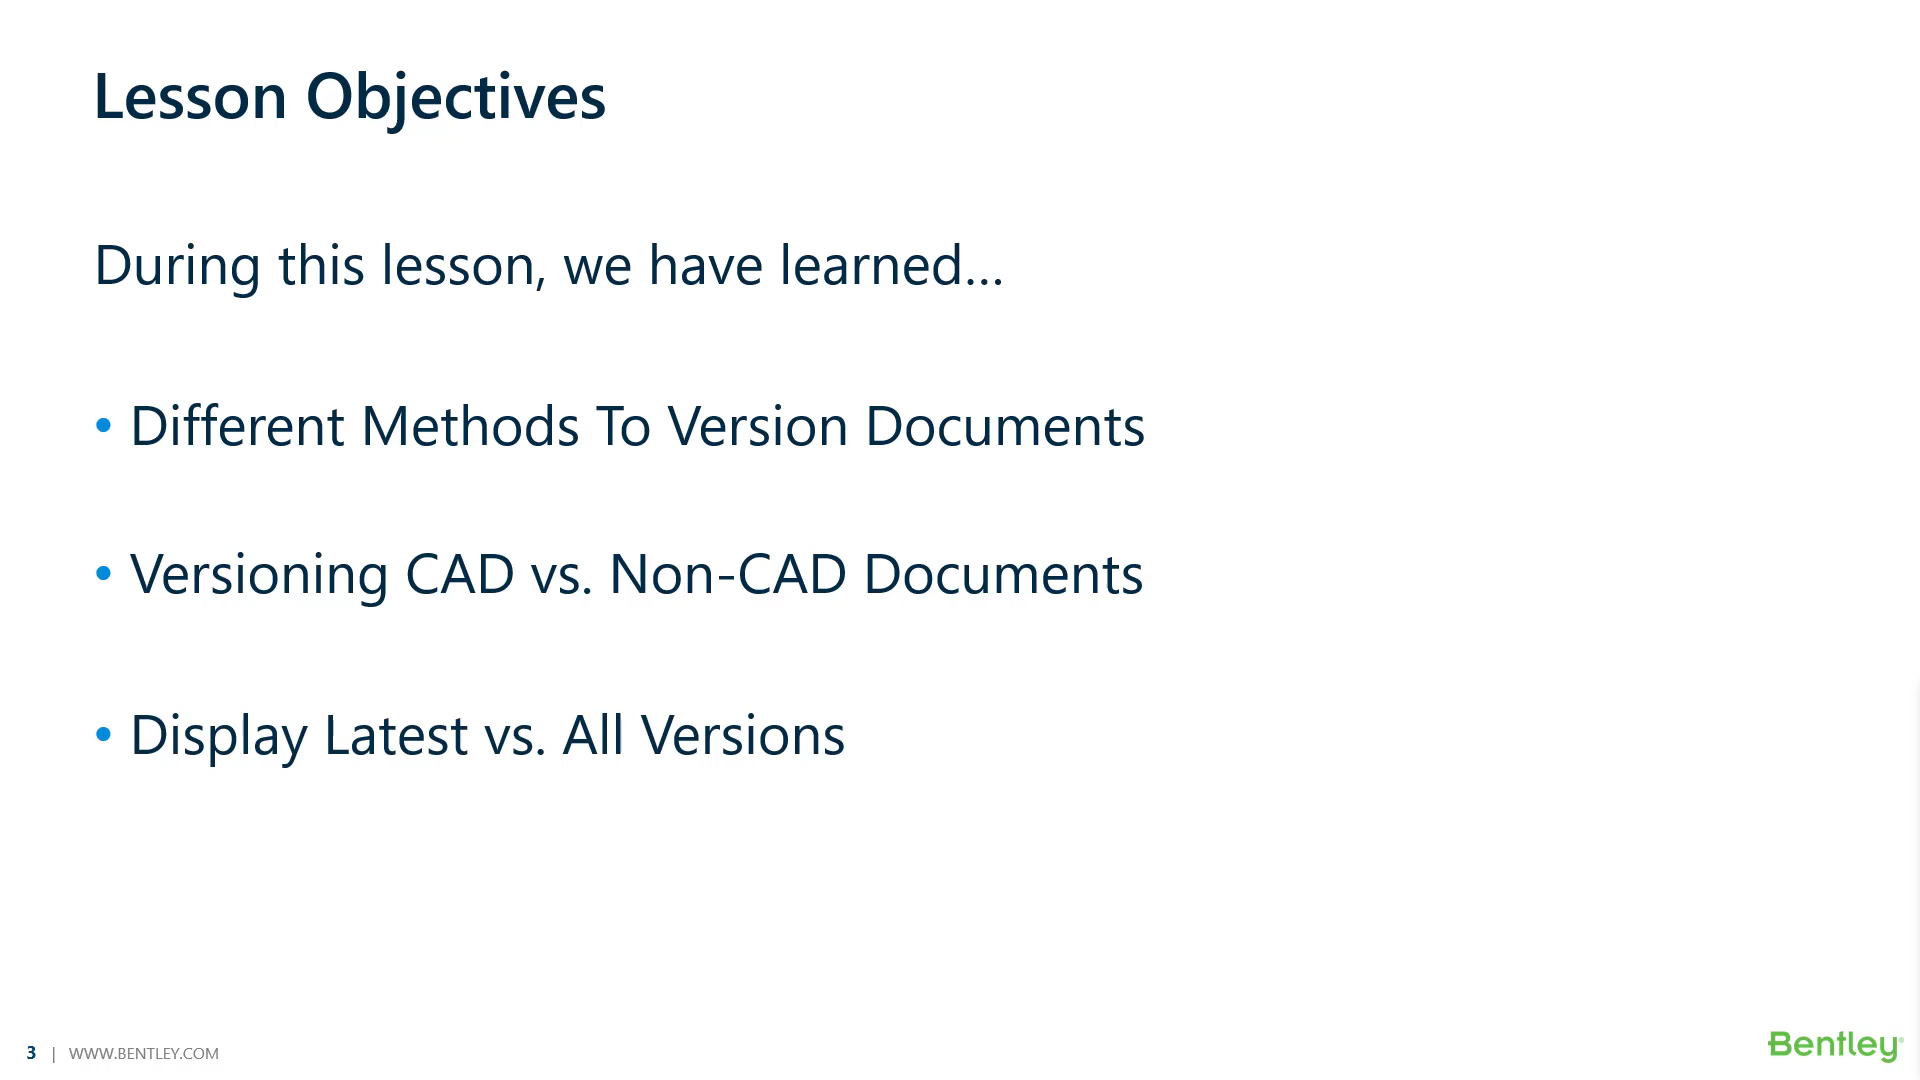 Lesson Objectives
During this lesson, we have learned...
• Different Methods To Version Documents
• Versioning CAD vs. Non-CAD Documents
• Display Latest vs. All Versions
3 | WWW.BENTLEY.COM
Bentley®